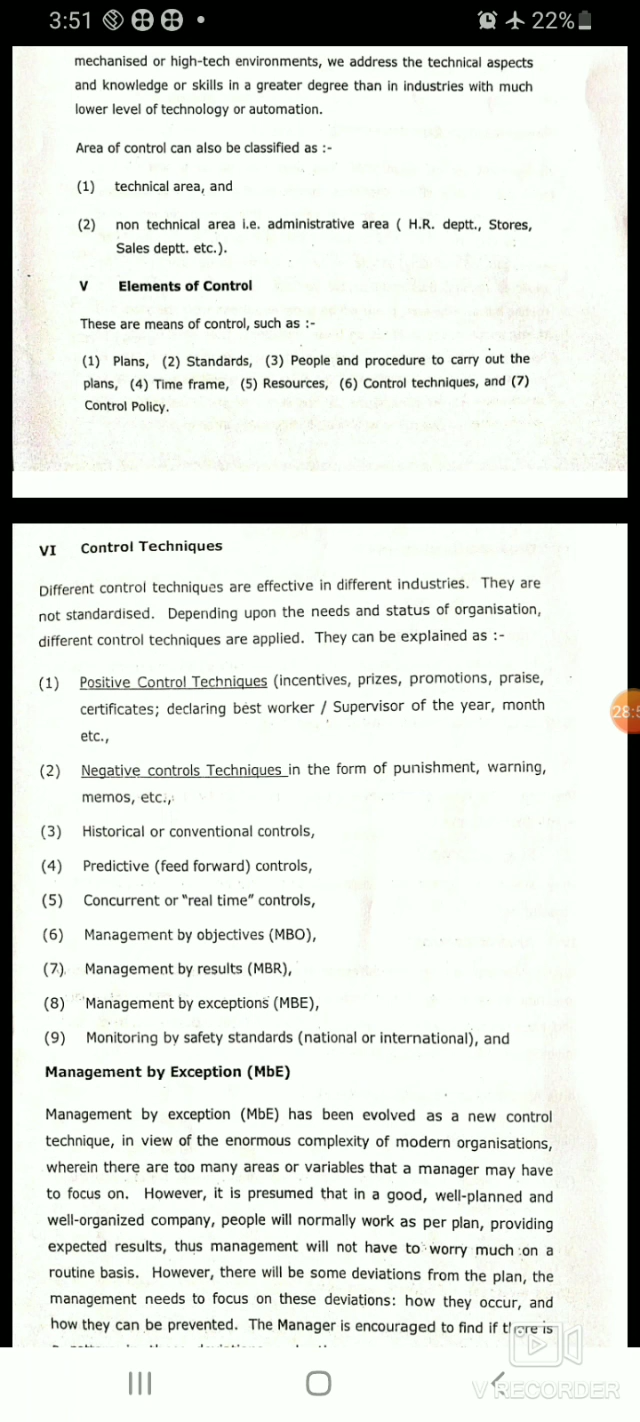 3:51 22%
mechanised or high-tech environments, we address the technical aspects
and knowledge or skills in a greater degree than in industries with much
lower level of technology or automation.
Area of control can also be classified as :-
(1) technical area, and
(2) non technical area i.e. administrative area ( H.R. deptt., Stores,
Sales deptt. etc.).
V Elements of Control
These are means of control, such as :-
(1) Plans, (2) Standards, (3) People and procedure to carry out the
plans, (4) Time frame, (5) Resources, (6) Control techniques, and (7)
Control Policy.
VI Control Techniques
Different control techniques are effective in different industries. They are
not standardised. Depending upon the needs and status of organisation,
different control techniques are applied. They can be explained as :-
(1) Positive Control Techniques (incentives, prizes, promotions, praise,
certificates; declaring best worker / Supervisor of the year, month
etc.,
(2) Negative controls Techniques in the form of punishment, warning,
memos, etc.,
(3) Historical or conventional controls,
(4) Predictive (feed forward) controls,
(5) Concurrent or "real time" controls,
(6) Management by objectives (MBO),
(7) Management by results (MBR),
(8) Management by exceptions (MBE),
(9) Monitoring by safety standards (national or international), and
Management by Exception (MbE)
Management by exception (MbE) has been evolved as a new control
technique, in view of the enormous complexity of modern organisations,
wherein there are too many areas or variables that a manager may have
to focus on. However, it is presumed that in a good, well-planned and
well-organized company, people will normally work as per plan, providing
expected results, thus management will not have to worry much on a
routine basis. However, there will be some deviations from the plan, the
management needs to focus on these deviations: how they occur, and
how they can be prevented. The Manager is encouraged to find if there is
V RECORDER